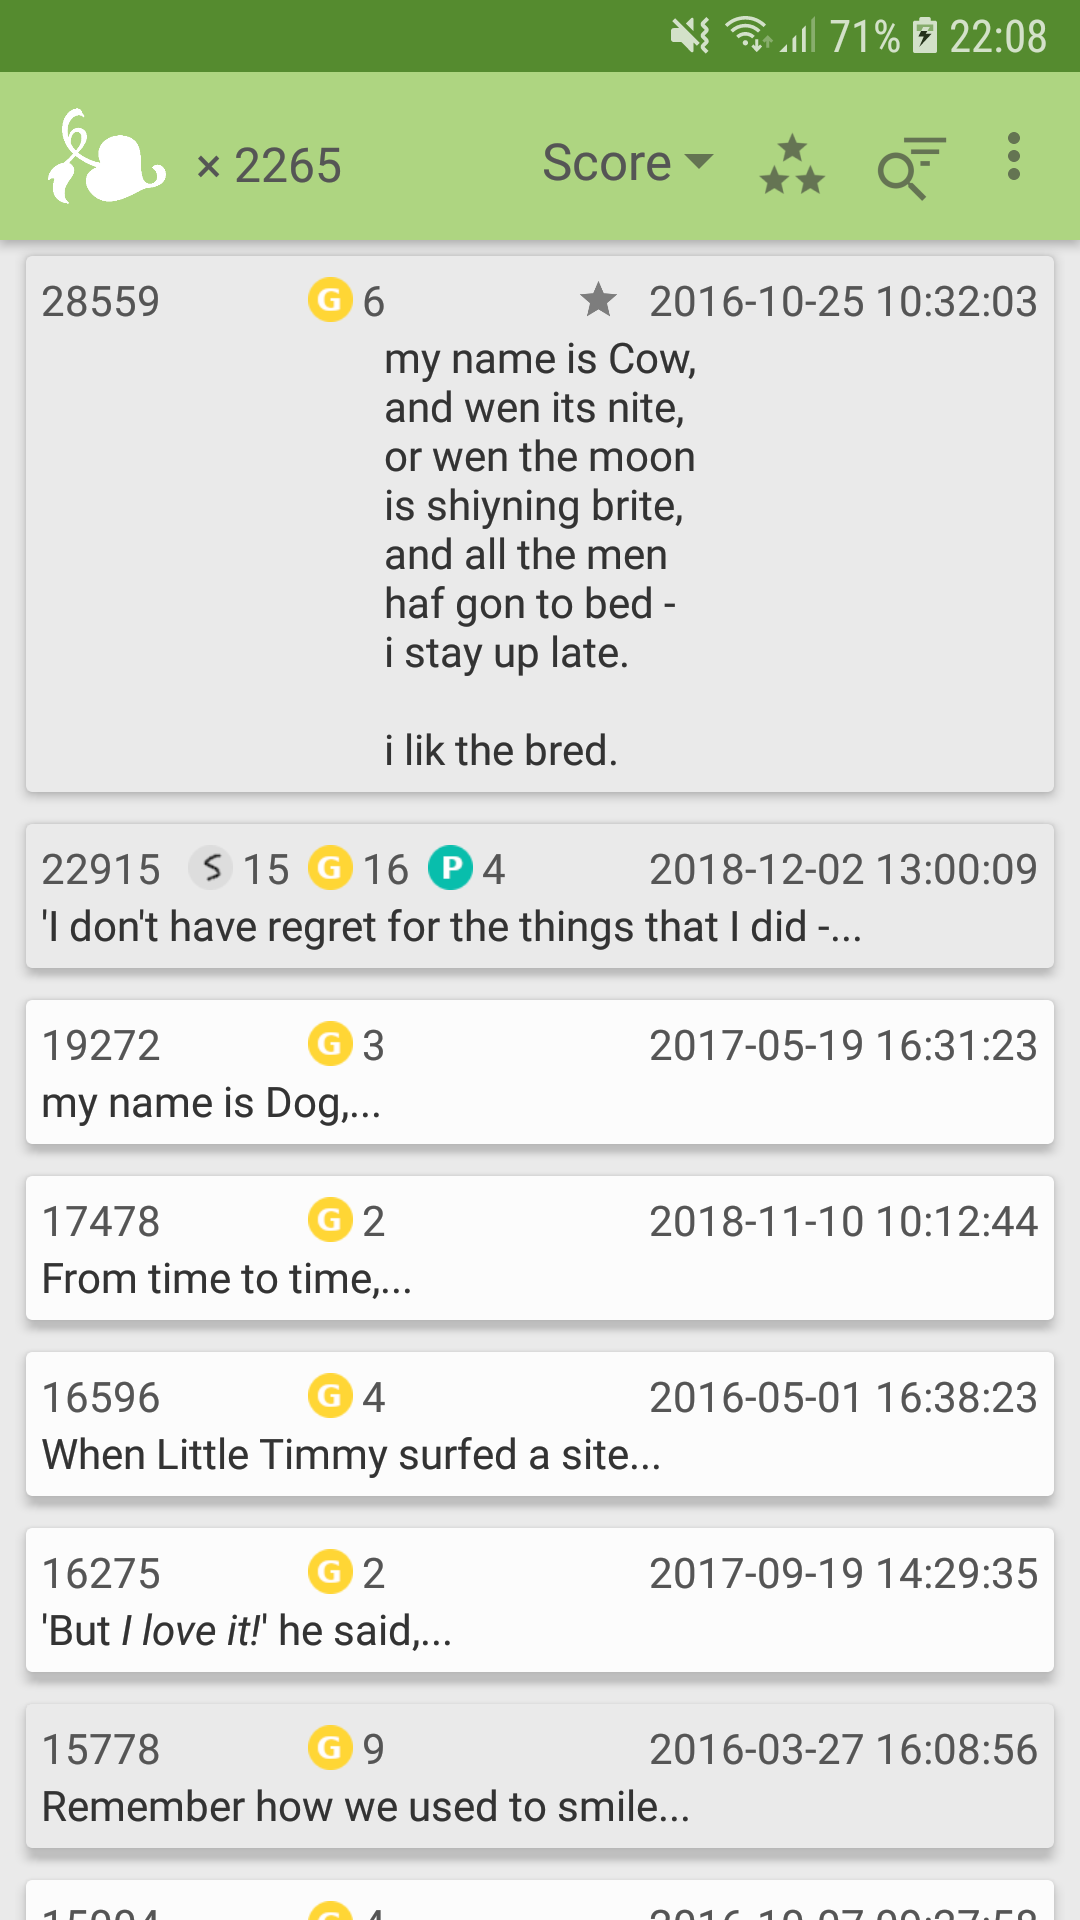 71% 22:08
× 2265 Score
28559 G 6 2016-10-25 10:32:03
my name is Cow,
and wen its nite,
or wen the moon
is shiyning brite,
and all the men
haf gon to bed -
i stay up late.
i lik the bred.
22915 S 15 G 16 P 4 2018-12-02 13:00:09
'I don't have regret for the things that I did -...
19272 G 3 2017-05-19 16:31:23
my name is Dog,...
17478 G 2 2018-11-10 10:12:44
From time to time,...
16596 G 4 2016-05-01 16:38:23
When Little Timmy surfed a site...
16275 G 2 2017-09-19 14:29:35
'But I love it!' he said,...
15778 G 9 2016-03-27 16:08:56
Remember how we used to smile...